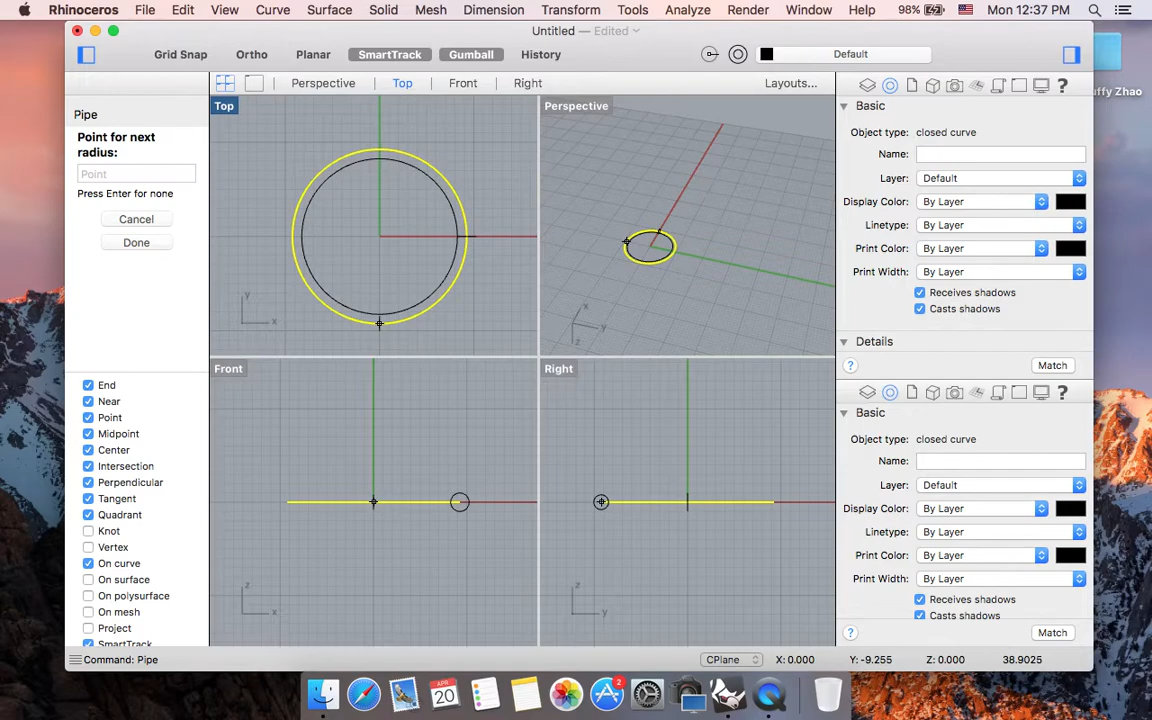 Rhinoceros File Edit View Curve Surface Solid Mesh Dimension Transform Tools Analyze Render Window Help 98% Mon 12:37 PM
Untitled — Edited
Grid Snap Ortho Planar SmartTrack Gumball History Default
Perspective Top Front Right Layouts...
uffy Zhao
Pipe
Point for next
radius:
Point
Press Enter for none
Cancel
Done
End
Near
Point
Midpoint
Center
Intersection
Perpendicular
Tangent
Quadrant
Knot
Vertex
On curve
On surface
On polysurface
On mesh
Project
SmartTrack
Top
y
x
Perspective
x
y
z
Front
z
x
Right
z
y
Basic
Object type: closed curve
Name:
Layer: Default
Display Color: By Layer
Linetype: By Layer
Print Color: By Layer
Print Width: By Layer
Receives shadows
Casts shadows
Details
? Match
Basic
Object type: closed curve
Name:
Layer: Default
Display Color: By Layer
Linetype: By Layer
Print Color: By Layer
Print Width: By Layer
Receives shadows
Casts shadows
? Match
Command: Pipe CPlane X: 0.000 Y: -9.255 Z: 0.000 38.9025
APR
20
2